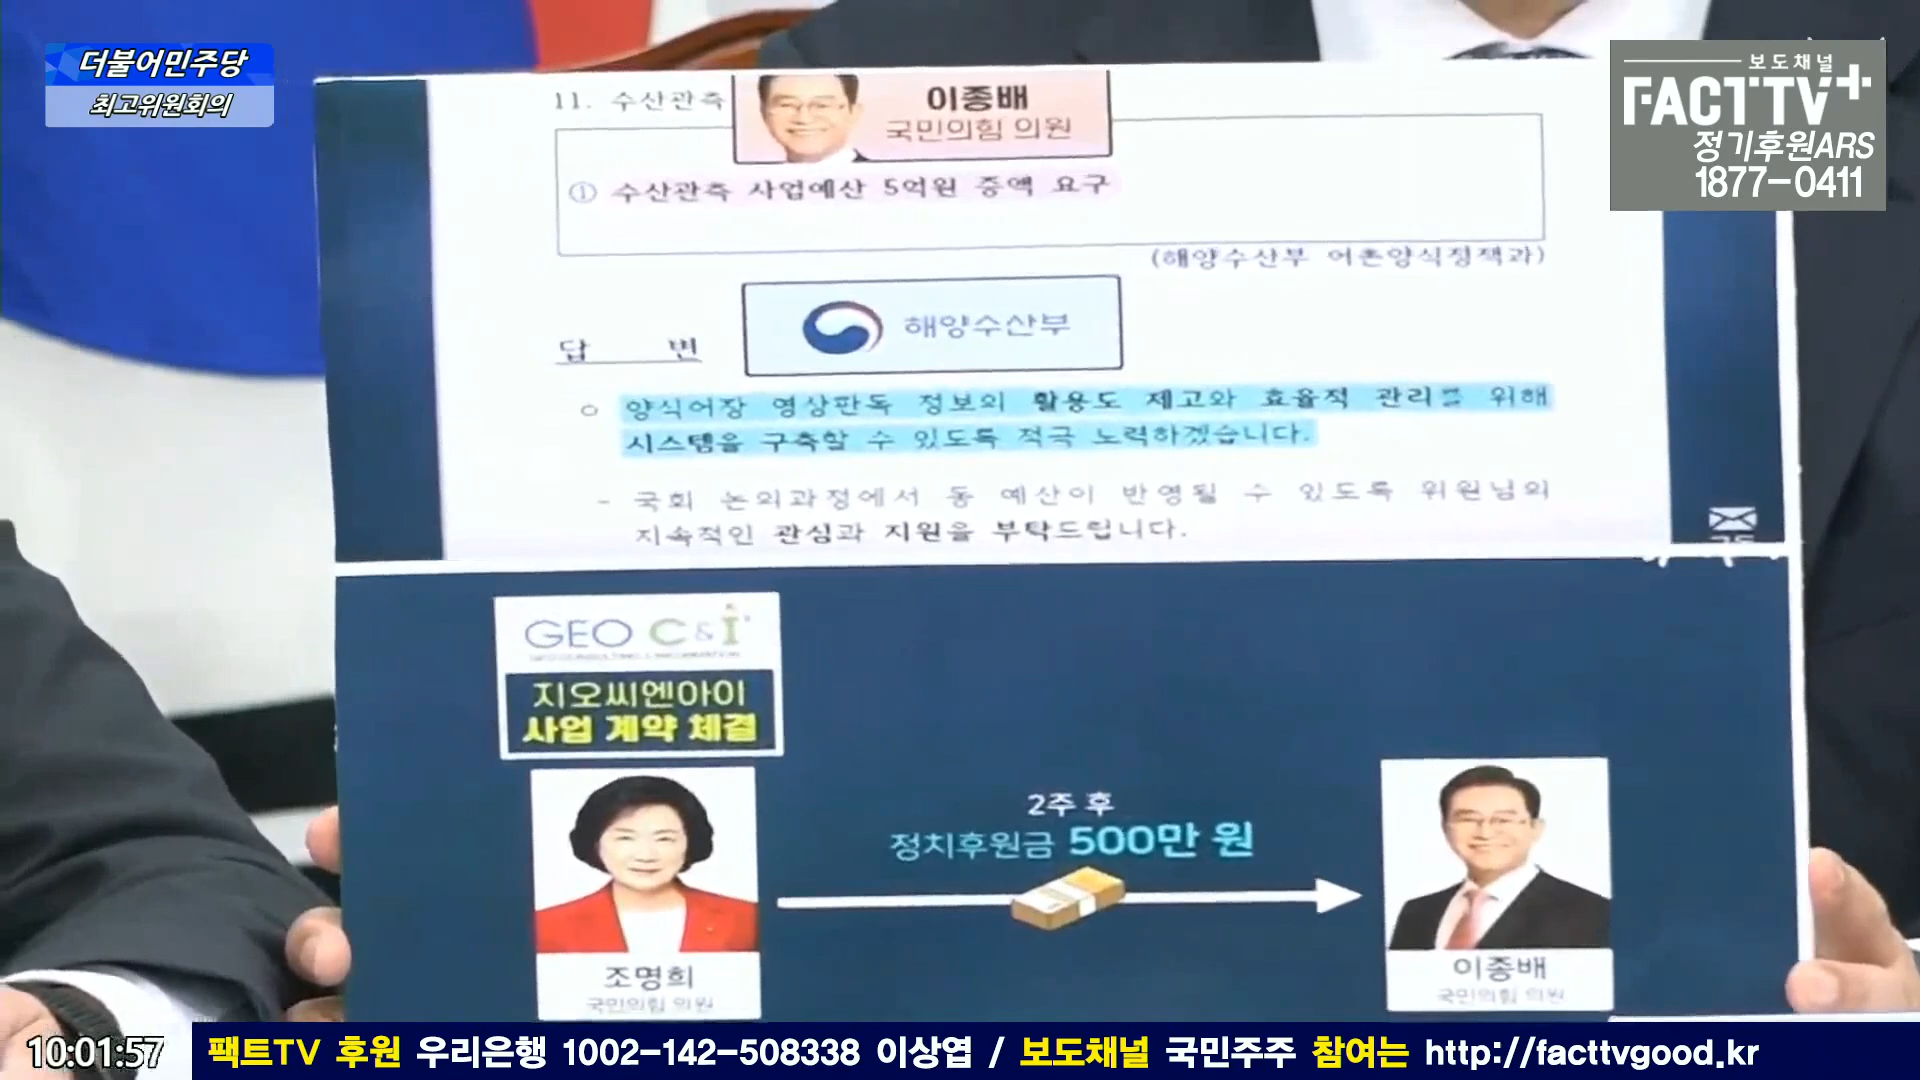 더불어민주당
최고위원회의
보도채널
FACTTV+
정기후원ARS
1877-0411
11. 수산관측
이종배
국민의힘 의원
① 수산관측 사업예산 5억원 증액 요구
(해양수산부 어촌양식정책과)
답 변
해양수산부
○ 양식어장 영상판독 정보의 활용도 제고와 효율적 관리를 위해
시스템을 구축할 수 있도록 적극 노력하겠습니다.
- 국회 논의과정에서 동 예산이 반영될 수 있도록 위원님의
지속적인 관심과 지원을 부탁드립니다.
GEO C&I
지오씨엔아이
사업 계약 체결
2주 후
정치후원금 500만 원
조명희
국민의힘 의원
이종배
국민의힘 의원
10:01:57
팩트TV 후원 우리은행 1002-142-508338 이상엽 / 보도채널 국민주주 참여는 http://facttvgood.kr